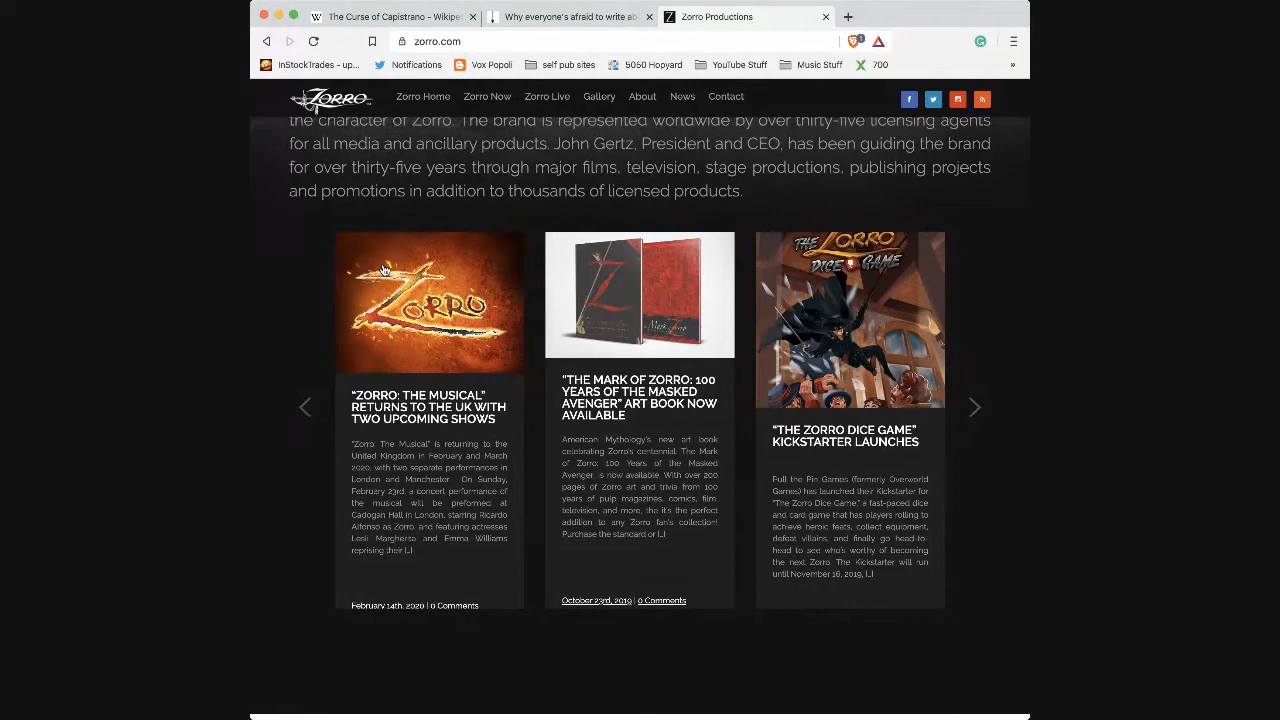 The Curse of Capistrano - Wikipe
Why everyone's afraid to write ab
Zorro Productions
zorro.com
1
InStockTrades - up...
Notifications
Vox Popoli
self pub sites
5050 Hopyard
YouTube Stuff
Music Stuff
700
»
ZORRO
Zorro Home
Zorro Now
Zorro Live
Gallery
About
News
Contact
the character of Zorro. The brand is represented worldwide by over thirty-five licensing agents
for all media and ancillary products. John Gertz, President and CEO, has been guiding the brand
for over thirty-five years through major films, television, stage productions, publishing projects
and promotions in addition to thousands of licensed products.
ZORRO
"ZORRO: THE MUSICAL"
RETURNS TO THE UK WITH
TWO UPCOMING SHOWS
"Zorro: The Musical" is returning to the
United Kingdom in February and March
2020, with two separate performances in
London and Manchester. On Sunday,
February 23rd, a concert performance of
the musical will be preformed at
Cadogan Hall in London, starring Ricardo
Alfonso as Zorro, and featuring actresses
Lesli Margherita and Emma Williams
reprising their [...]
February 14th, 2020 | 0 Comments
Z
Mark of Zorro
"THE MARK OF ZORRO: 100
YEARS OF THE MASKED
AVENGER" ART BOOK NOW
AVAILABLE
American Mythology's new art book
celebrating Zorro's centennial, The Mark
of Zorro: 100 Years of the Masked
Avenger, is now available. With over 200
pages of Zorro art and trivia from 100
years of pulp magazines, comics, film,
television, and more, the it's the perfect
addition to any Zorro fan's collection!
Purchase the standard or [...]
October 23rd, 2019 | 0 Comments
THE ZORRO
DICE GAME
"THE ZORRO DICE GAME"
KICKSTARTER LAUNCHES
Pull the Pin Games (formerly Overworld
Games) has launched their Kickstarter for
"The Zorro Dice Game," a fast-paced dice
and card game that has players rolling to
achieve heroic feats, collect equipment,
defeat villains, and finally go head-to-
head to see who's worthy of becoming
the next Zorro. The Kickstarter will run
until November 16, 2019, [...]